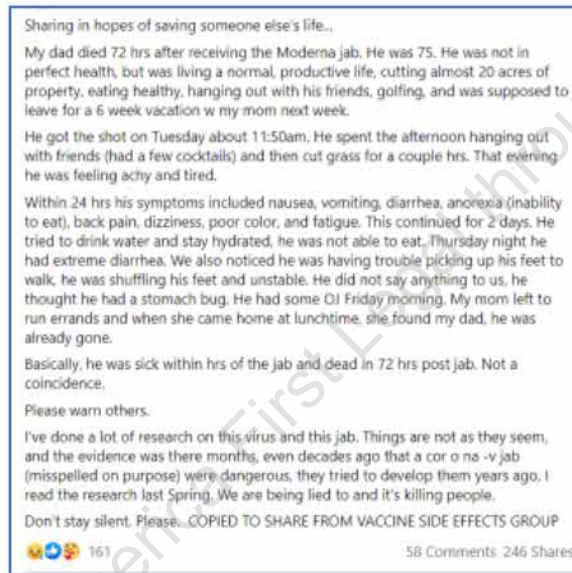 Sharing in hopes of saving someone else's life...
My dad died 72 hrs after receiving the Moderna jab. He was 75. He was not in
perfect health, but was living a normal, productive life, cutting almost 20 acres of
property, eating healthy, hanging out with his friends, golfing, and was supposed to
leave for a 6 week vacation w my mom next week.
He got the shot on Tuesday about 11:50am. He spent the afternoon hanging out
with friends (had a few cocktails) and then cut grass for a couple hrs. That evening
he was feeling achy and tired.
Within 24 hrs his symptoms included nausea, vomiting, diarrhea, anorexia (inability
to eat), back pain, dizziness, poor color, and fatigue. This continued for 2 days. He
tried to drink water and stay hydrated, he was not able to eat. Thursday night he
had extreme diarrhea. We also noticed he was having trouble picking up his feet to
walk, he was shuffling his feet and unstable. He did not say anything to us, he
thought he had a stomach bug. He had some OJ Friday morning. My mom left to
run errands and when she came home at lunchtime, she found my dad, he was
already gone.
Basically, he was sick within hrs of the jab and dead in 72 hrs post jab. Not a
coincidence.
Please warn others.
I've done a lot of research on this virus and this jab. Things are not as they seem,
and the evidence was there months, even decades ago that a cor o na -v jab
(misspelled on purpose) were dangerous, they tried to develop them years ago. I
read the research last Spring. We are being lied to and it's killing people.
Don't stay silent. Please. COPIED TO SHARE FROM VACCINE SIDE EFFECTS GROUP
161 58 Comments 246 Shares
First Legal